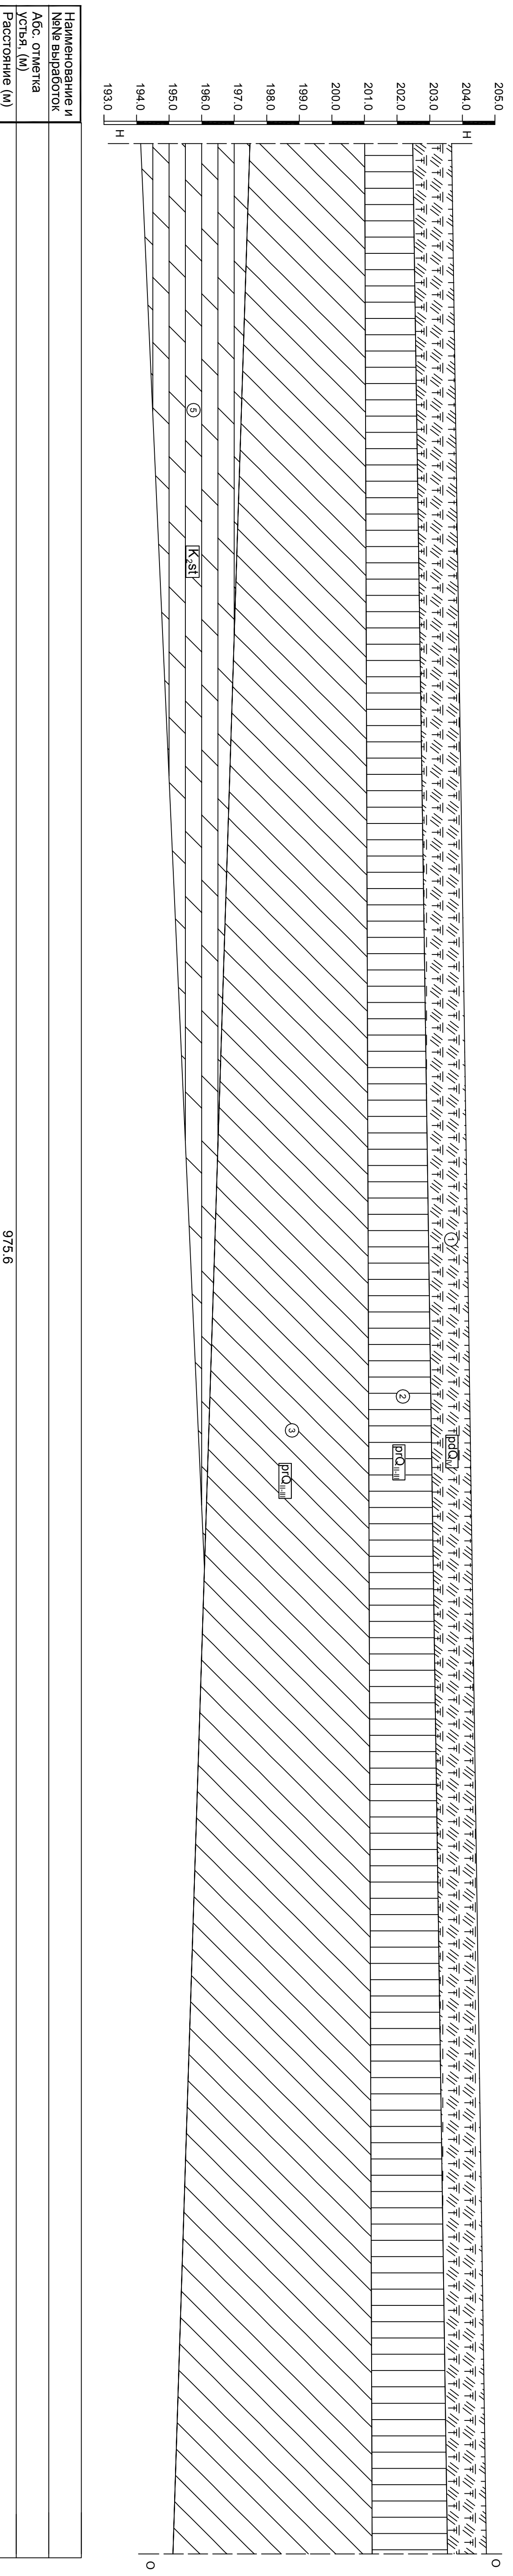 205.0
204.0
203.0
202.0
201.0
200.0
199.0
198.0
197.0
196.0
195.0
194.0
193.0
Н
Н
О
О
1
pdQIV
2
prQII-III
3
prQII-III
5
K2st
Наименование и
№№ выработок
Абс. отметка
устья, (м)
Расстояние (м)
975.6